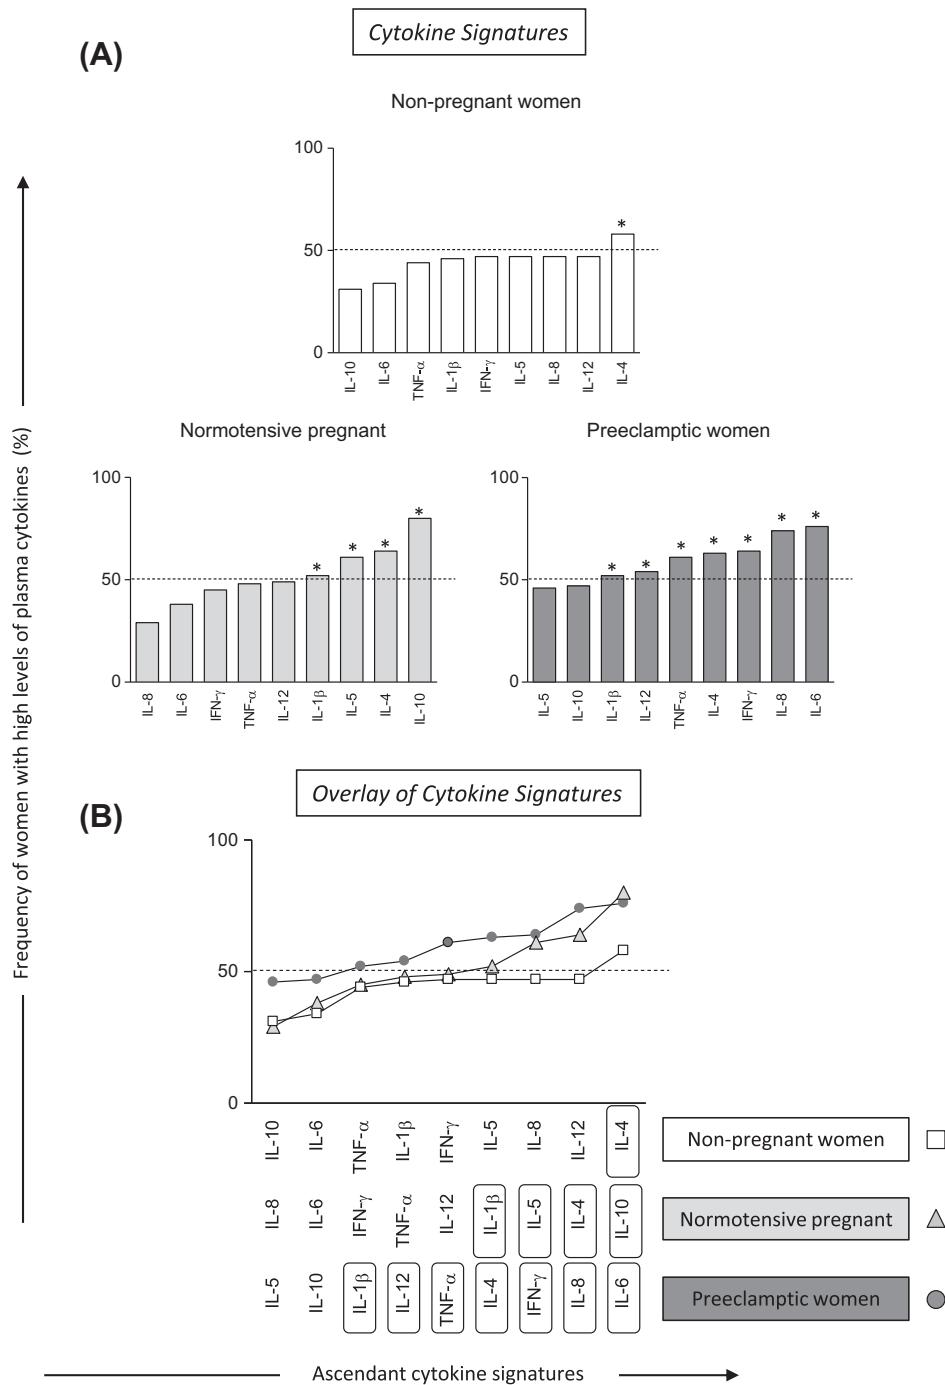 Cytokine Signatures
(A)
Non-pregnant women
100
50
0
*
IL-10 IL-6 TNF-α IL-1β IFN-γ IL-5 IL-8 IL-12 IL-4
Frequency of women with high levels of plasma cytokines (%)
Normotensive pregnant
100
50
0
* * * *
IL-8 IL-6 IFN-γ TNF-α IL-12 IL-1β IL-5 IL-4 IL-10
Preeclamptic women
100
50
0
* * * * * * *
IL-5 IL-10 IL-1β IL-12 TNF-α IL-4 IFN-γ IL-8 IL-6
Overlay of Cytokine Signatures
(B)
100
50
0
IL-10 IL-6 TNF-α IL-1β IFN-γ IL-5 IL-8 IL-12 IL-4
Non-pregnant women
IL-8 IL-6 IFN-γ TNF-α IL-12 IL-1β IL-5 IL-4 IL-10
Normotensive pregnant
IL-5 IL-10 IL-1β IL-12 TNF-α IL-4 IFN-γ IL-8 IL-6
Preeclamptic women
Ascendant cytokine signatures